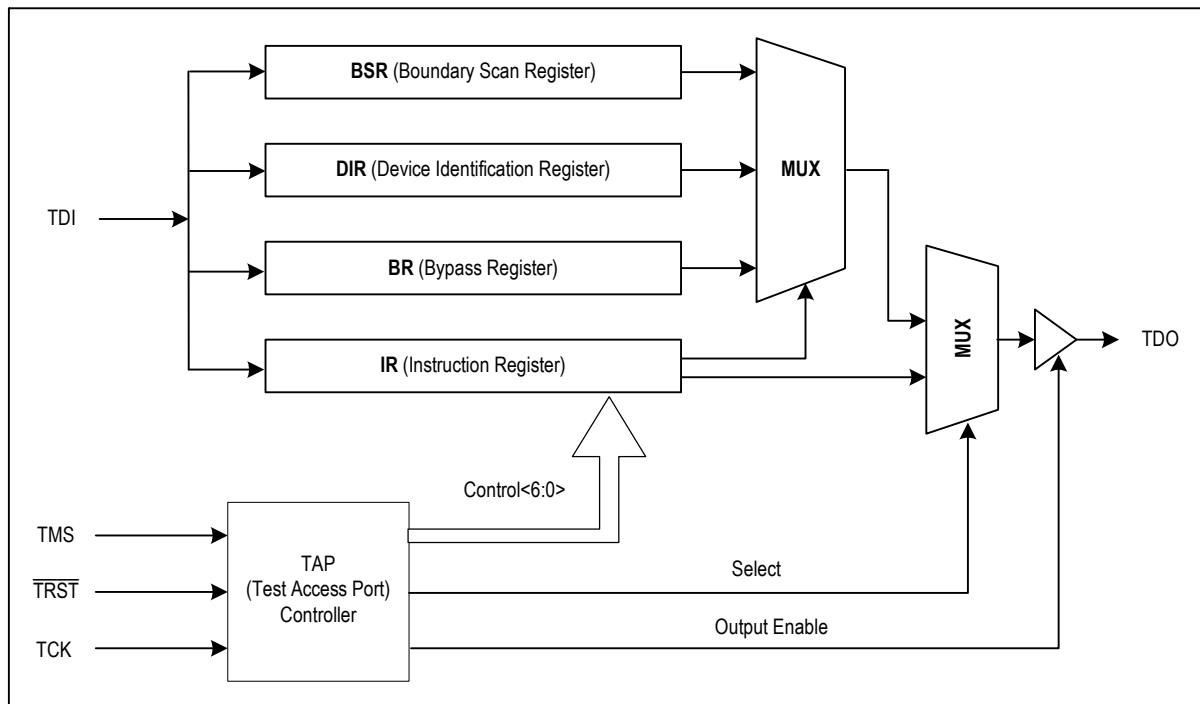 BSR (Boundary Scan Register)
DIR (Device Identification Register)
MUX
TDI
BR (Bypass Register)
MUX
TDO
IR (Instruction Register)
Control<6:0>
TMS
TAP
(Test Access Port)
Controller
T̅R̅S̅T̅
Select
Output Enable
TCK